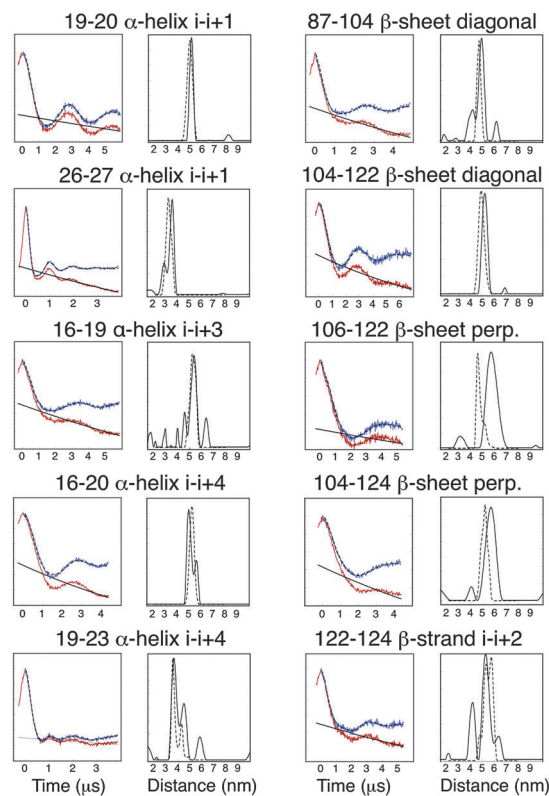 19-20 α-helix i-i+1
87-104 β-sheet diagonal
0 1 2 3 4 5
2 3 4 5 6 7 8 9
0 1 2 3 4
2 3 4 5 6 7 8 9
26-27 α-helix i-i+1
104-122 β-sheet diagonal
0 1 2 3
2 3 4 5 6 7 8 9
0 1 2 3 4 5 6
2 3 4 5 6 7 8 9
16-19 α-helix i-i+3
106-122 β-sheet perp.
0 1 2 3 4
2 3 4 5 6 7 8 9
0 1 2 3 4 5
2 3 4 5 6 7 8 9
16-20 α-helix i-i+4
104-124 β-sheet perp.
0 1 2 3 4
2 3 4 5 6 7 8 9
0 1 2 3 4
2 3 4 5 6 7 8 9
19-23 α-helix i-i+4
122-124 β-strand i-i+2
0 1 2 3
2 3 4 5 6 7 8 9
0 1 2 3 4 5
2 3 4 5 6 7 8 9
Time (μs)
Distance (nm)
Time (μs)
Distance (nm)